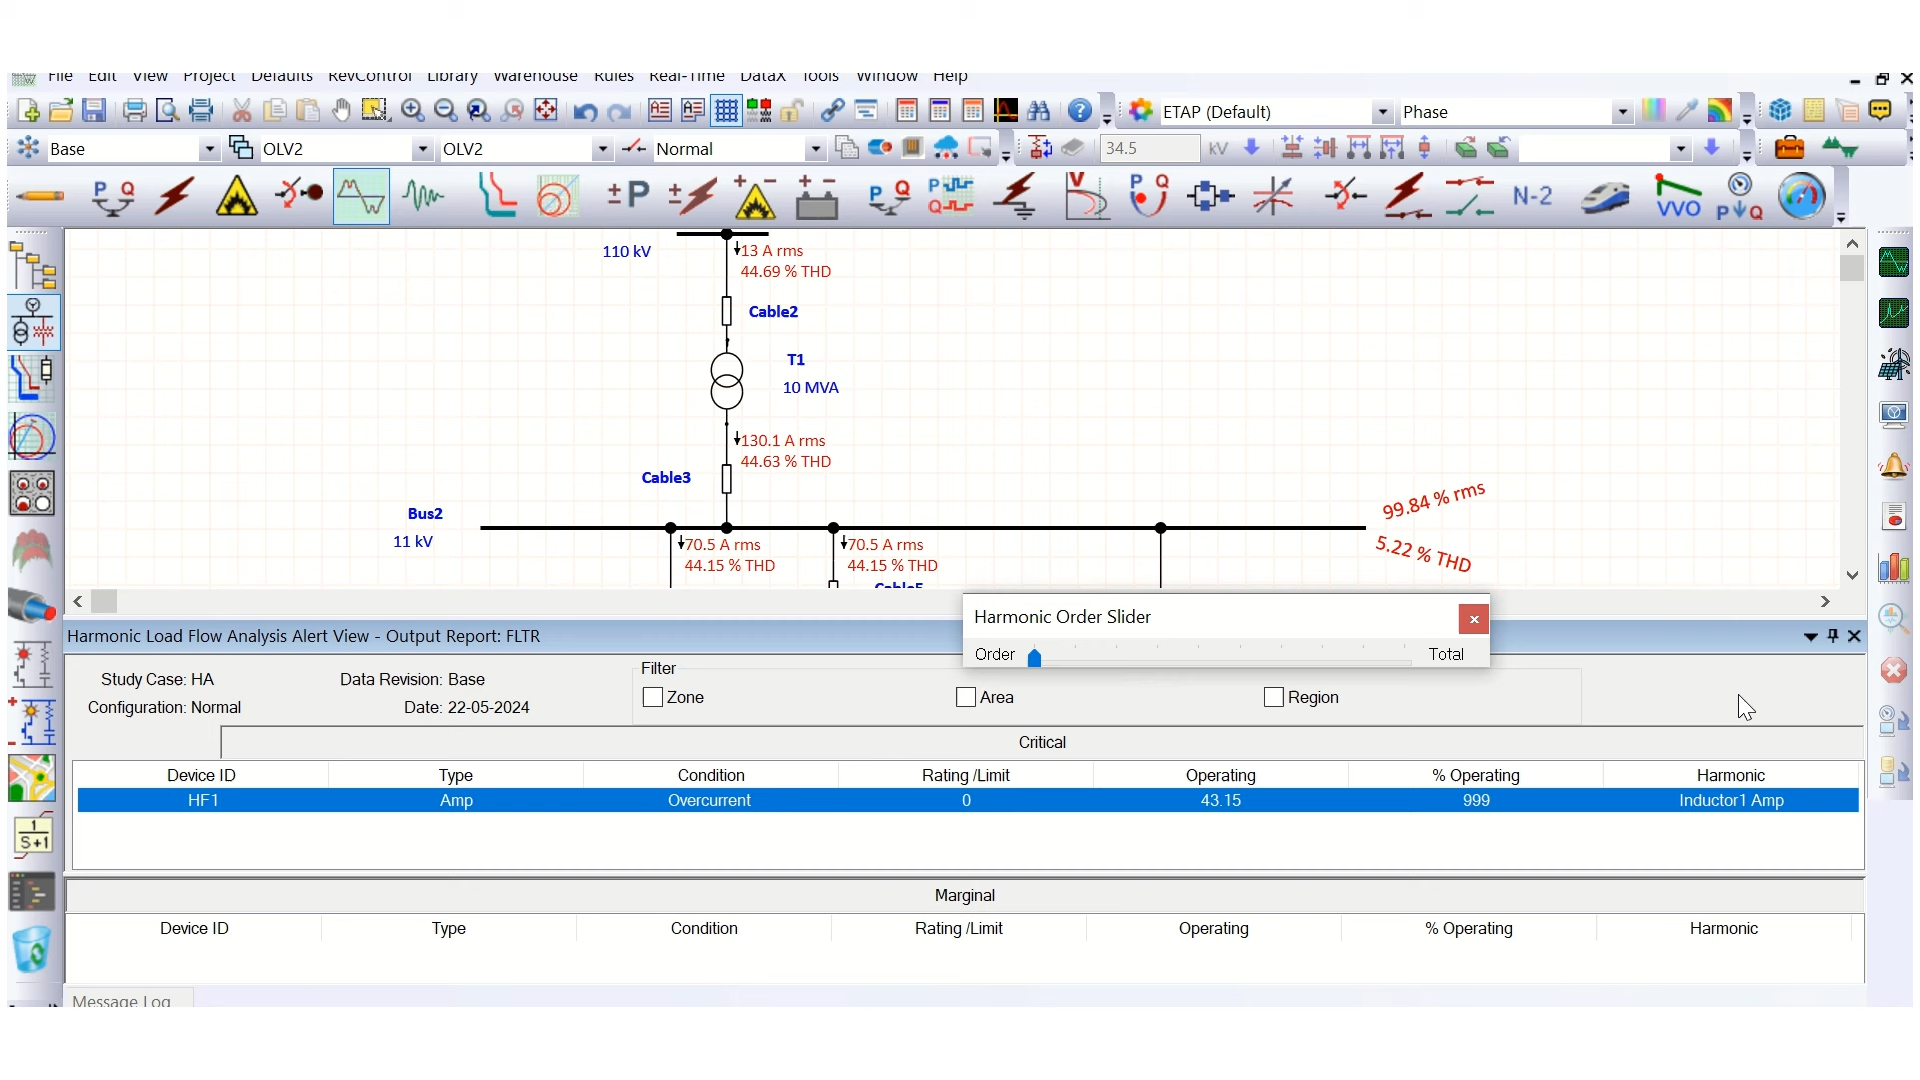 File Edit View Project Defaults RevControl Library Warehouse Rules Real-Time DataX Tools Window Help
ETAP (Default) Phase
Base OLV2 OLV2 Normal 34.5 kV
P Q ± P P Q P Q V P Q N-2 VVO P Q
110 kV
13 A rms
44.69 % THD
Cable2
T1
10 MVA
130.1 A rms
44.63 % THD
Cable3
Bus2
11 kV
99.84 % rms
5.22 % THD
70.5 A rms
44.15 % THD
70.5 A rms
44.15 % THD
Cable5
Harmonic Order Slider
Order Total
Harmonic Load Flow Analysis Alert View - Output Report: FLTR
Study Case: HA Data Revision: Base
Configuration: Normal Date: 22-05-2024
Filter
Zone Area Region
Critical
Device ID Type Condition Rating /Limit Operating % Operating Harmonic
HF1 Amp Overcurrent 0 43.15 999 Inductor1 Amp
Marginal
Device ID Type Condition Rating /Limit Operating % Operating Harmonic
1
S+1
Message Log